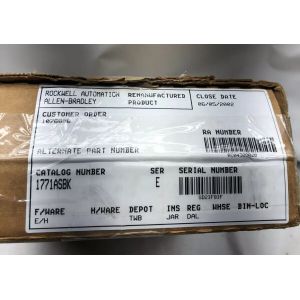 ROCKWELL AUTOMATION REMANUFACTURED CLOSE DATE
ALLEN-BRADLEY PRODUCT 06/05/2002
CUSTOMER ORDER
RA NUMBER
ALTERNATE PART NUMBER
CATALOG NUMBER SER SERIAL NUMBER
1771ASBK E
F/WARE H/WARE DEPOT INS REG WHSE BIN-LOC
E/H TWB JAR DAL